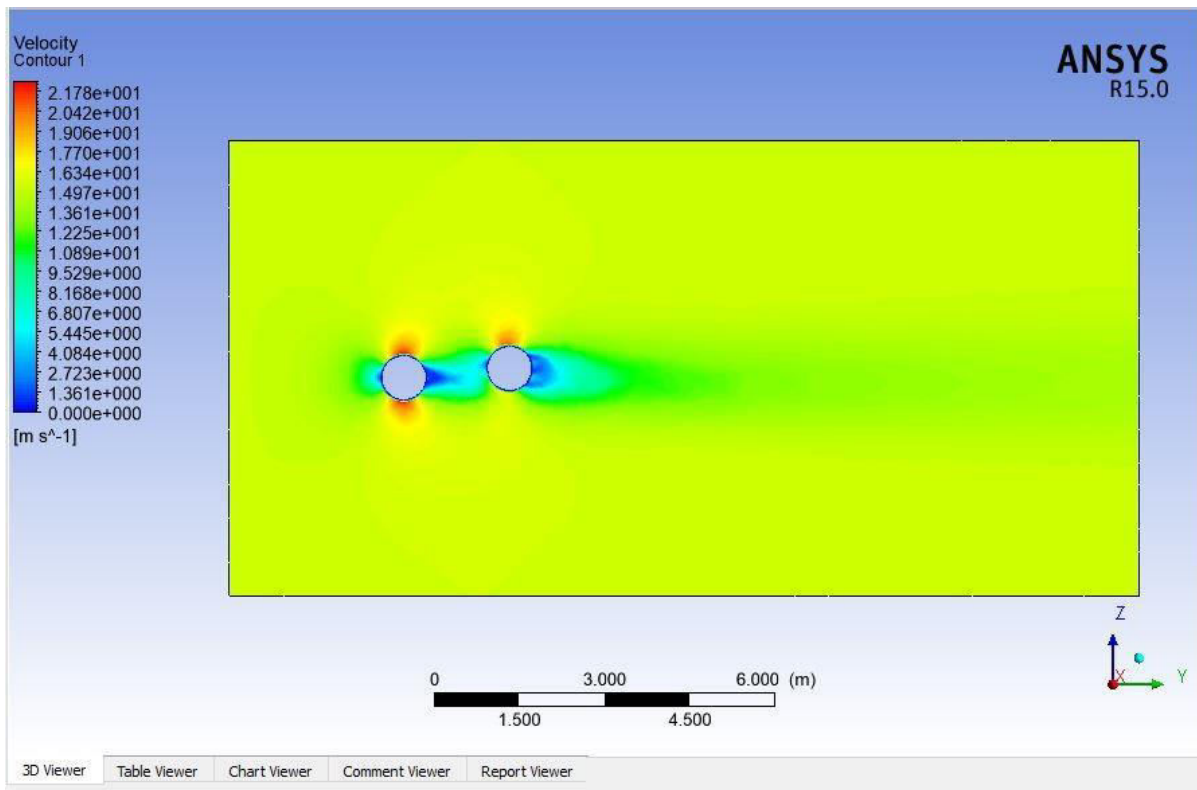 Velocity
Contour 1
2.178e+001
2.042e+001
1.906e+001
1.770e+001
1.634e+001
1.497e+001
1.361e+001
1.225e+001
1.089e+001
9.529e+000
8.168e+000
6.807e+000
5.445e+000
4.084e+000
2.723e+000
1.361e+000
0.000e+000
[m s^-1]
ANSYS
R15.0
0 3.000 6.000 (m)
1.500 4.500
Z
X Y
3D Viewer Table Viewer Chart Viewer Comment Viewer Report Viewer